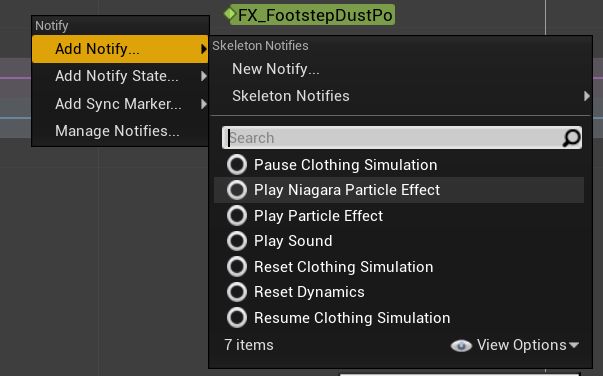 FX_FootstepDustPo
Notify
Add Notify...
Add Notify State...
Add Sync Marker...
Manage Notifies...
Skeleton Notifies
New Notify...
Skeleton Notifies
Search
Pause Clothing Simulation
Play Niagara Particle Effect
Play Particle Effect
Play Sound
Reset Clothing Simulation
Reset Dynamics
Resume Clothing Simulation
7 items
View Options